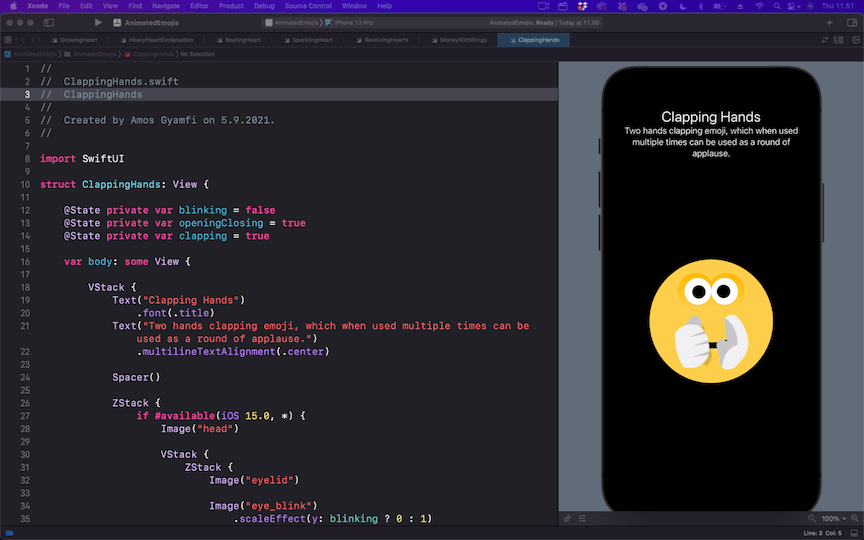 Xcode File Edit View Find Navigate Editor Product Debug Source Control Window Help
Thu 11.51
AnimatedEmojis
AnimatedEmojis
iPhone 12 Pro
AnimatedEmojis: Ready | Today at 11.50
GrowingHeart
HeavyHeartExclamation
BeatingHeart
SparklingHeart
RevolvingHearts
MoneyWithWings
ClappingHands
AnimatedEmojis
AnimatedEmojis
ClappingHands
No Selection
1 //
2 // ClappingHands.swift
3 // ClappingHands
4 //
5 // Created by Amos Gyamfi on 5.9.2021.
6 //
7
8 import SwiftUI
9
10 struct ClappingHands: View {
11
12 @State private var blinking = false
13 @State private var openingClosing = true
14 @State private var clapping = true
15
16 var body: some View {
17
18 VStack {
19 Text("Clapping Hands")
20 .font(.title)
21 Text("Two hands clapping emoji, which when used multiple times can be
used as a round of applause.")
22 .multilineTextAlignment(.center)
23
24 Spacer()
25
26 ZStack {
27 if #available(iOS 15.0, *) {
28 Image("head")
29
30 VStack {
31 ZStack {
32 Image("eyelid")
33
34 Image("eye_blink")
35 .scaleEffect(y: blinking ? 0 : 1)
Clapping Hands
Two hands clapping emoji, which when used
multiple times can be used as a round of
applause.
100%
Line: 3 Col: 5